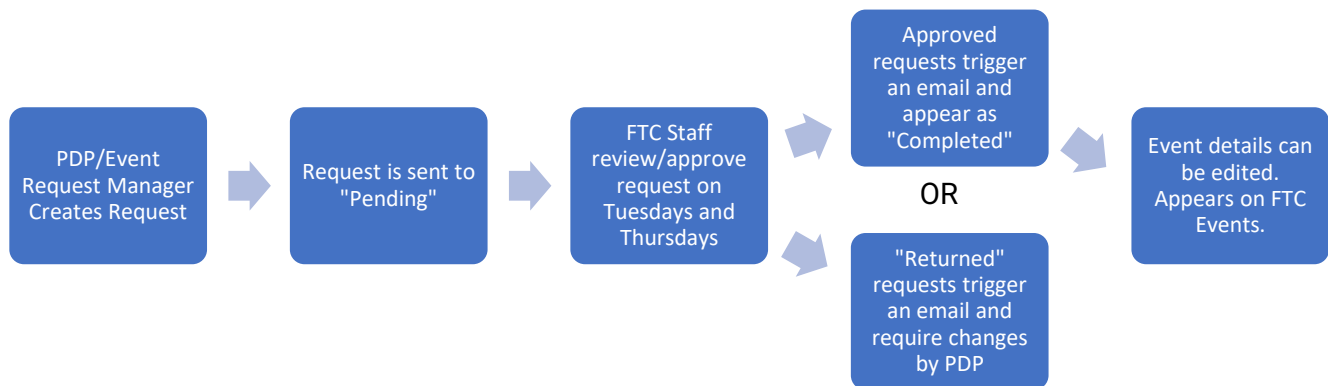 PDP/Event
Request Manager
Creates Request
Request is sent to
"Pending"
FTC Staff
review/approve
request on
Tuesdays and
Thursdays
Approved
requests trigger
an email and
appear as
"Completed"
OR
"Returned"
requests trigger
an email and
require changes
by PDP
Event details can
be edited.
Appears on FTC
Events.